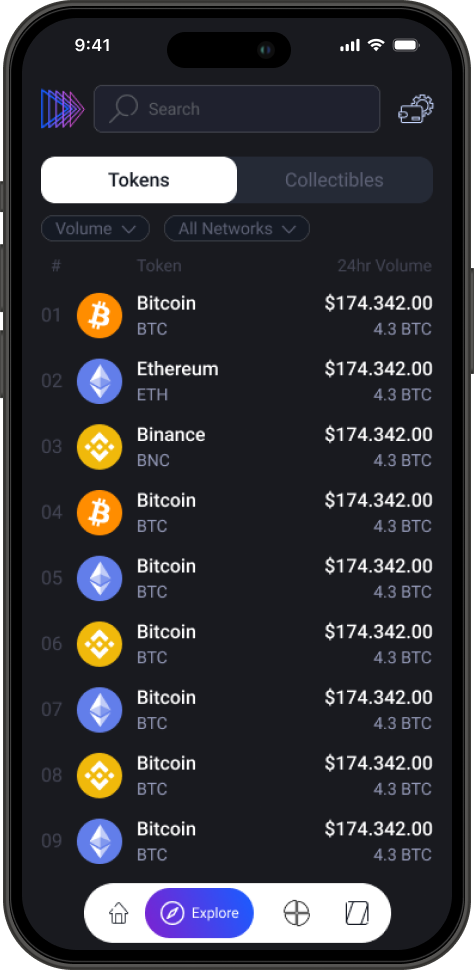 9:41
Search
Tokens Collectibles
Volume All Networks
# Token 24hr Volume
01 Bitcoin $174.342.00
BTC 4.3 BTC
02 Ethereum $174.342.00
ETH 4.3 BTC
03 Binance $174.342.00
BNC 4.3 BTC
04 Bitcoin $174.342.00
BTC 4.3 BTC
05 Bitcoin $174.342.00
BTC 4.3 BTC
06 Bitcoin $174.342.00
BTC 4.3 BTC
07 Bitcoin $174.342.00
BTC 4.3 BTC
08 Bitcoin $174.342.00
BTC 4.3 BTC
09 Bitcoin $174.342.00
BTC 4.3 BTC
Explore